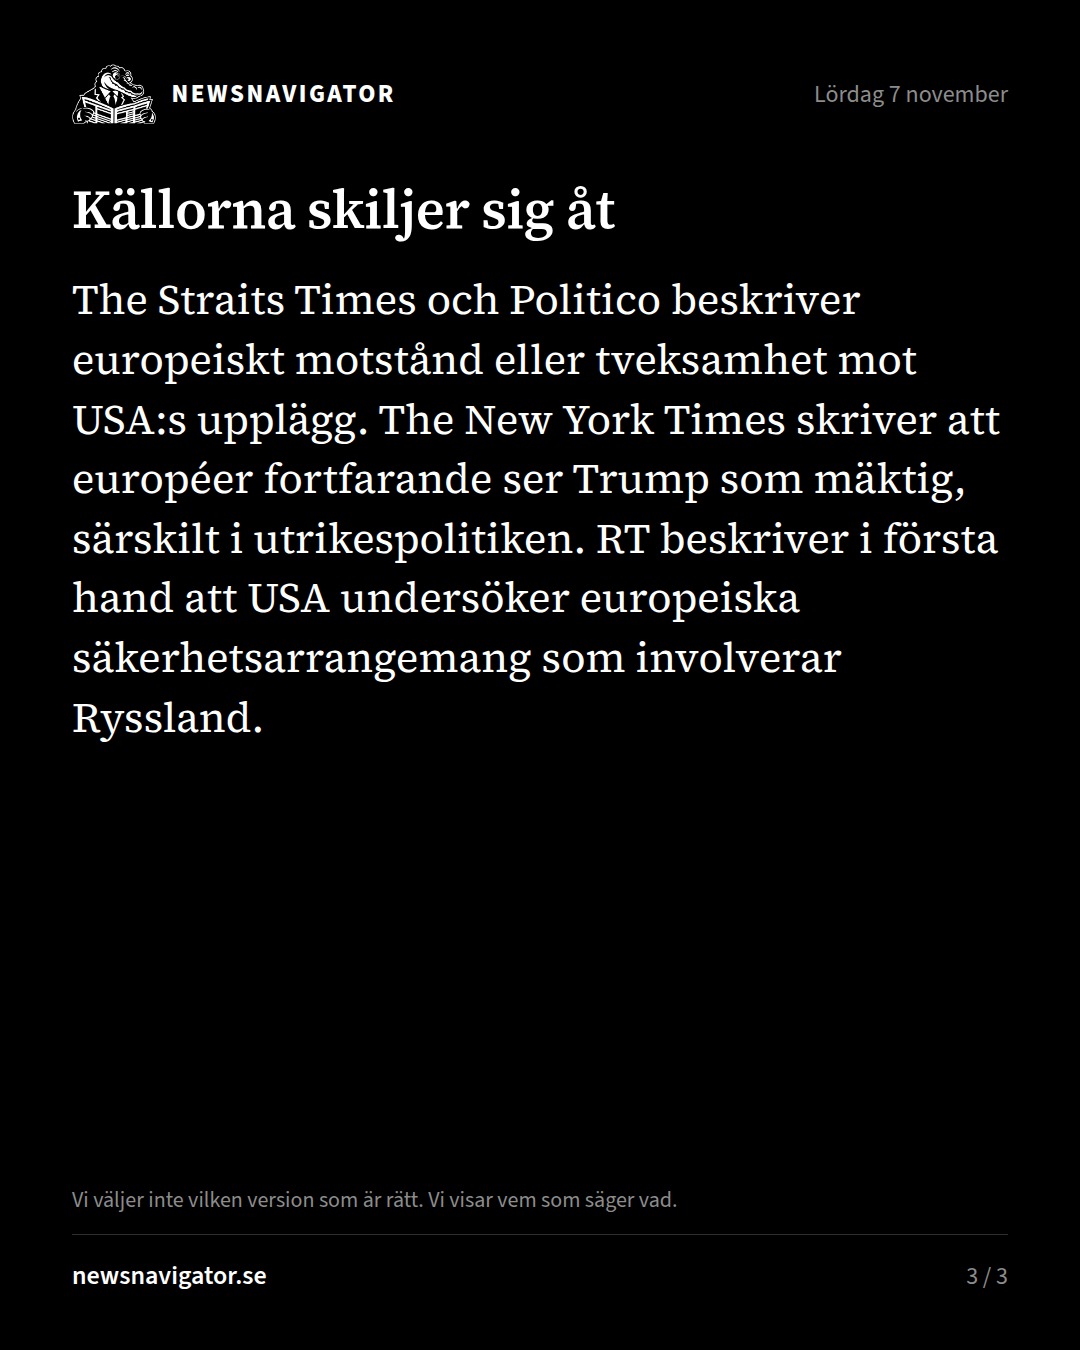 NEWSNAVIGATOR
Lördag 7 november
Källorna skiljer sig åt
The Straits Times och Politico beskriver
europeiskt motstånd eller tveksamhet mot
USA:s upplägg. The New York Times skriver att
européer fortfarande ser Trump som mäktig,
särskilt i utrikespolitiken. RT beskriver i första
hand att USA undersöker europeiska
säkerhetsarrangemang som involverar
Ryssland.
Vi väljer inte vilken version som är rätt. Vi visar vem som säger vad.
newsnavigator.se
3 / 3